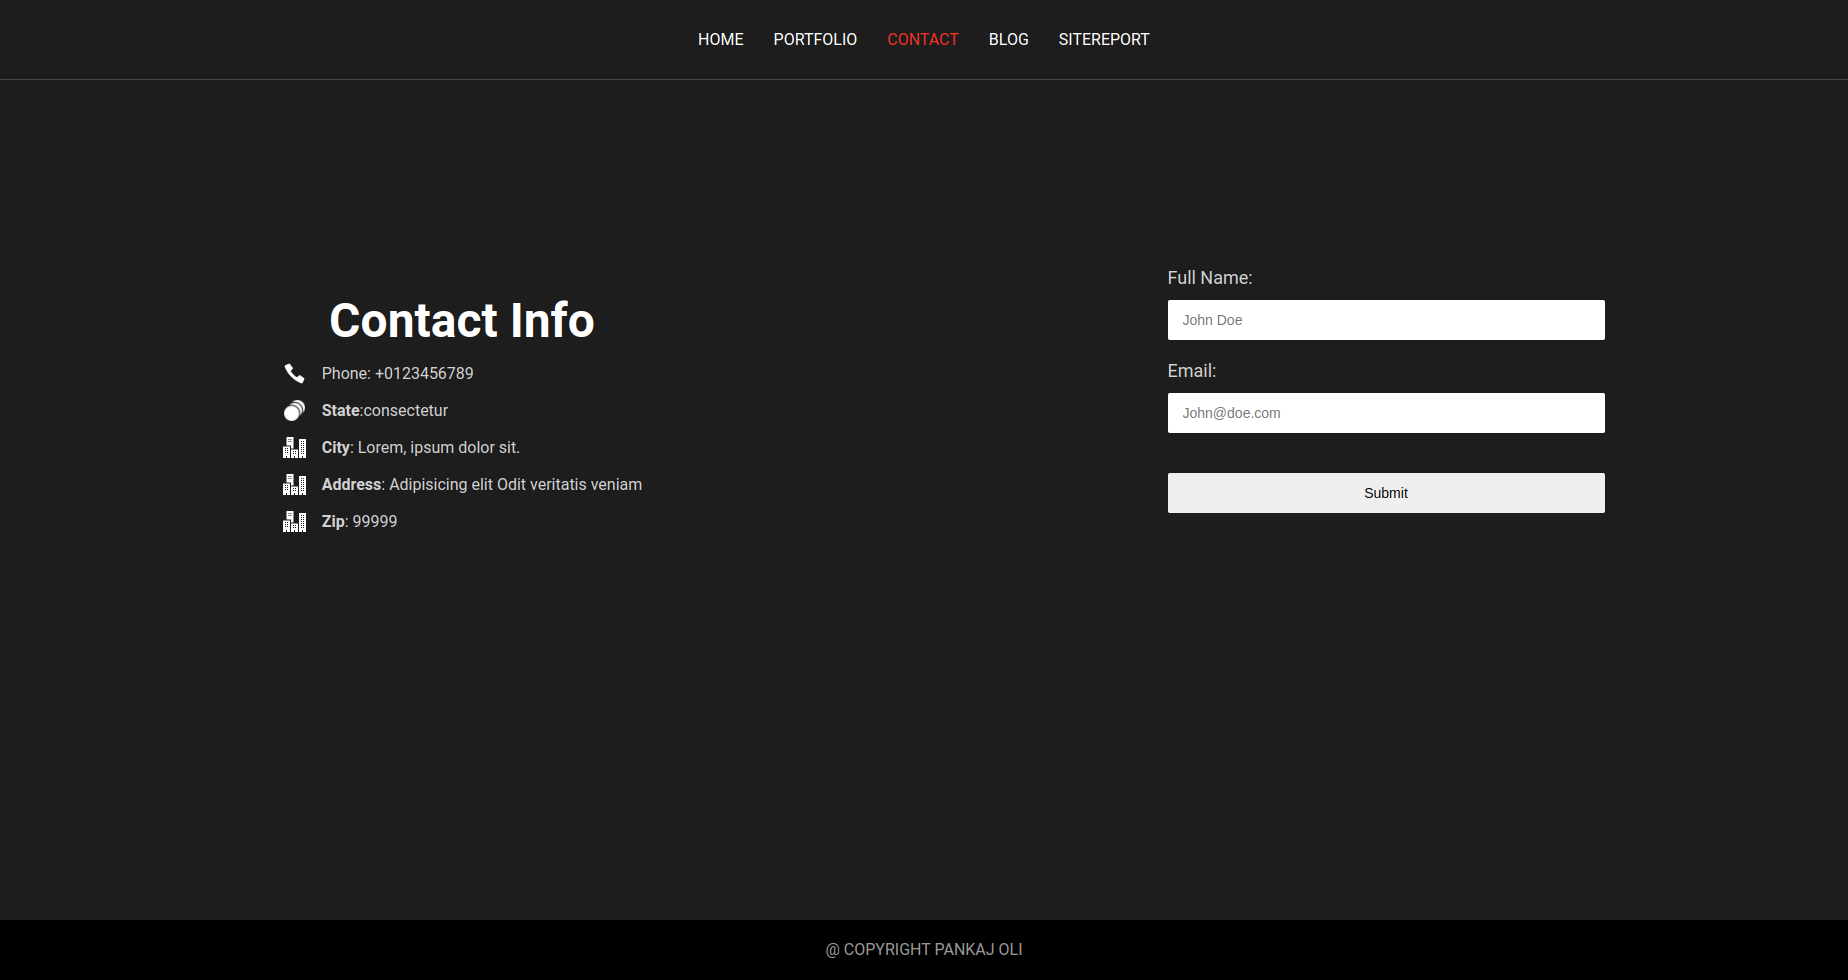 HOME PORTFOLIO CONTACT BLOG SITEREPORT
Contact Info
Phone: +0123456789
State:consectetur
City: Lorem, ipsum dolor sit.
Address: Adipisicing elit Odit veritatis veniam
Zip: 99999
Full Name:
John Doe
Email:
John@doe.com
Submit
@ COPYRIGHT PANKAJ OLI